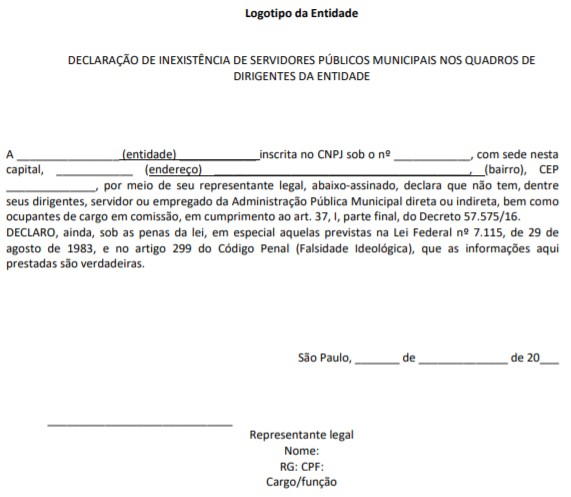 Logotipo da Entidade
DECLARAÇÃO DE INEXISTÊNCIA DE SERVIDORES PÚBLICOS MUNICIPAIS NOS QUADROS DE
DIRIGENTES DA ENTIDADE
A __________________(entidade)______________inscrita no CNPJ sob o nº _____________, com sede nesta
capital, _____________ (endereço) ____________________________________________, (bairro), CEP
_______________, por meio de seu representante legal, abaixo-assinado, declara que não tem, dentre
seus dirigentes, servidor ou empregado da Administração Pública Municipal direta ou indireta, bem como
ocupantes de cargo em comissão, em cumprimento ao art. 37, I, parte final, do Decreto 57.575/16.
DECLARO, ainda, sob as penas da lei, em especial aquelas previstas na Lei Federal nº 7.115, de 29 de
agosto de 1983, e no artigo 299 do Código Penal (Falsidade Ideológica), que as informações aqui
prestadas são verdadeiras.
São Paulo, _______ de _______________ de 20___
_______________________________
Representante legal
Nome:
RG: CPF:
Cargo/função